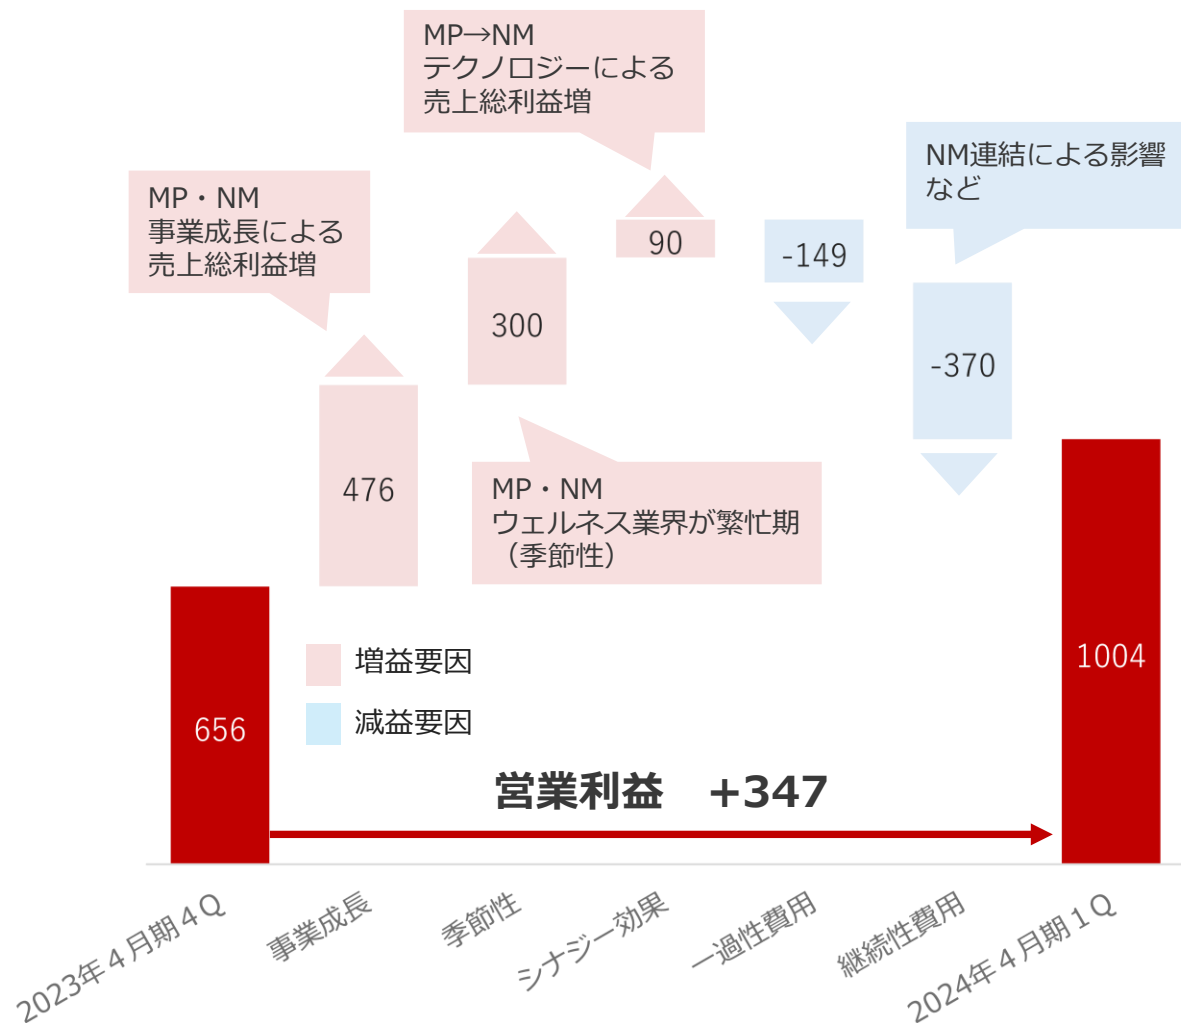 MP→NM
テクノロジーによる
売上総利益増
NM連結による影響
など
MP・NM
事業成長による
売上総利益増
90
-149
300
-370
476
MP・NM
ウェルネス業界が繁忙期
（季節性）
増益要因
減益要因
656
1004
営業利益　+347
2023年４月期４Q
事業成長
季節性
シナジー効果
一過性費用
継続性費用
2024年４月期１Q